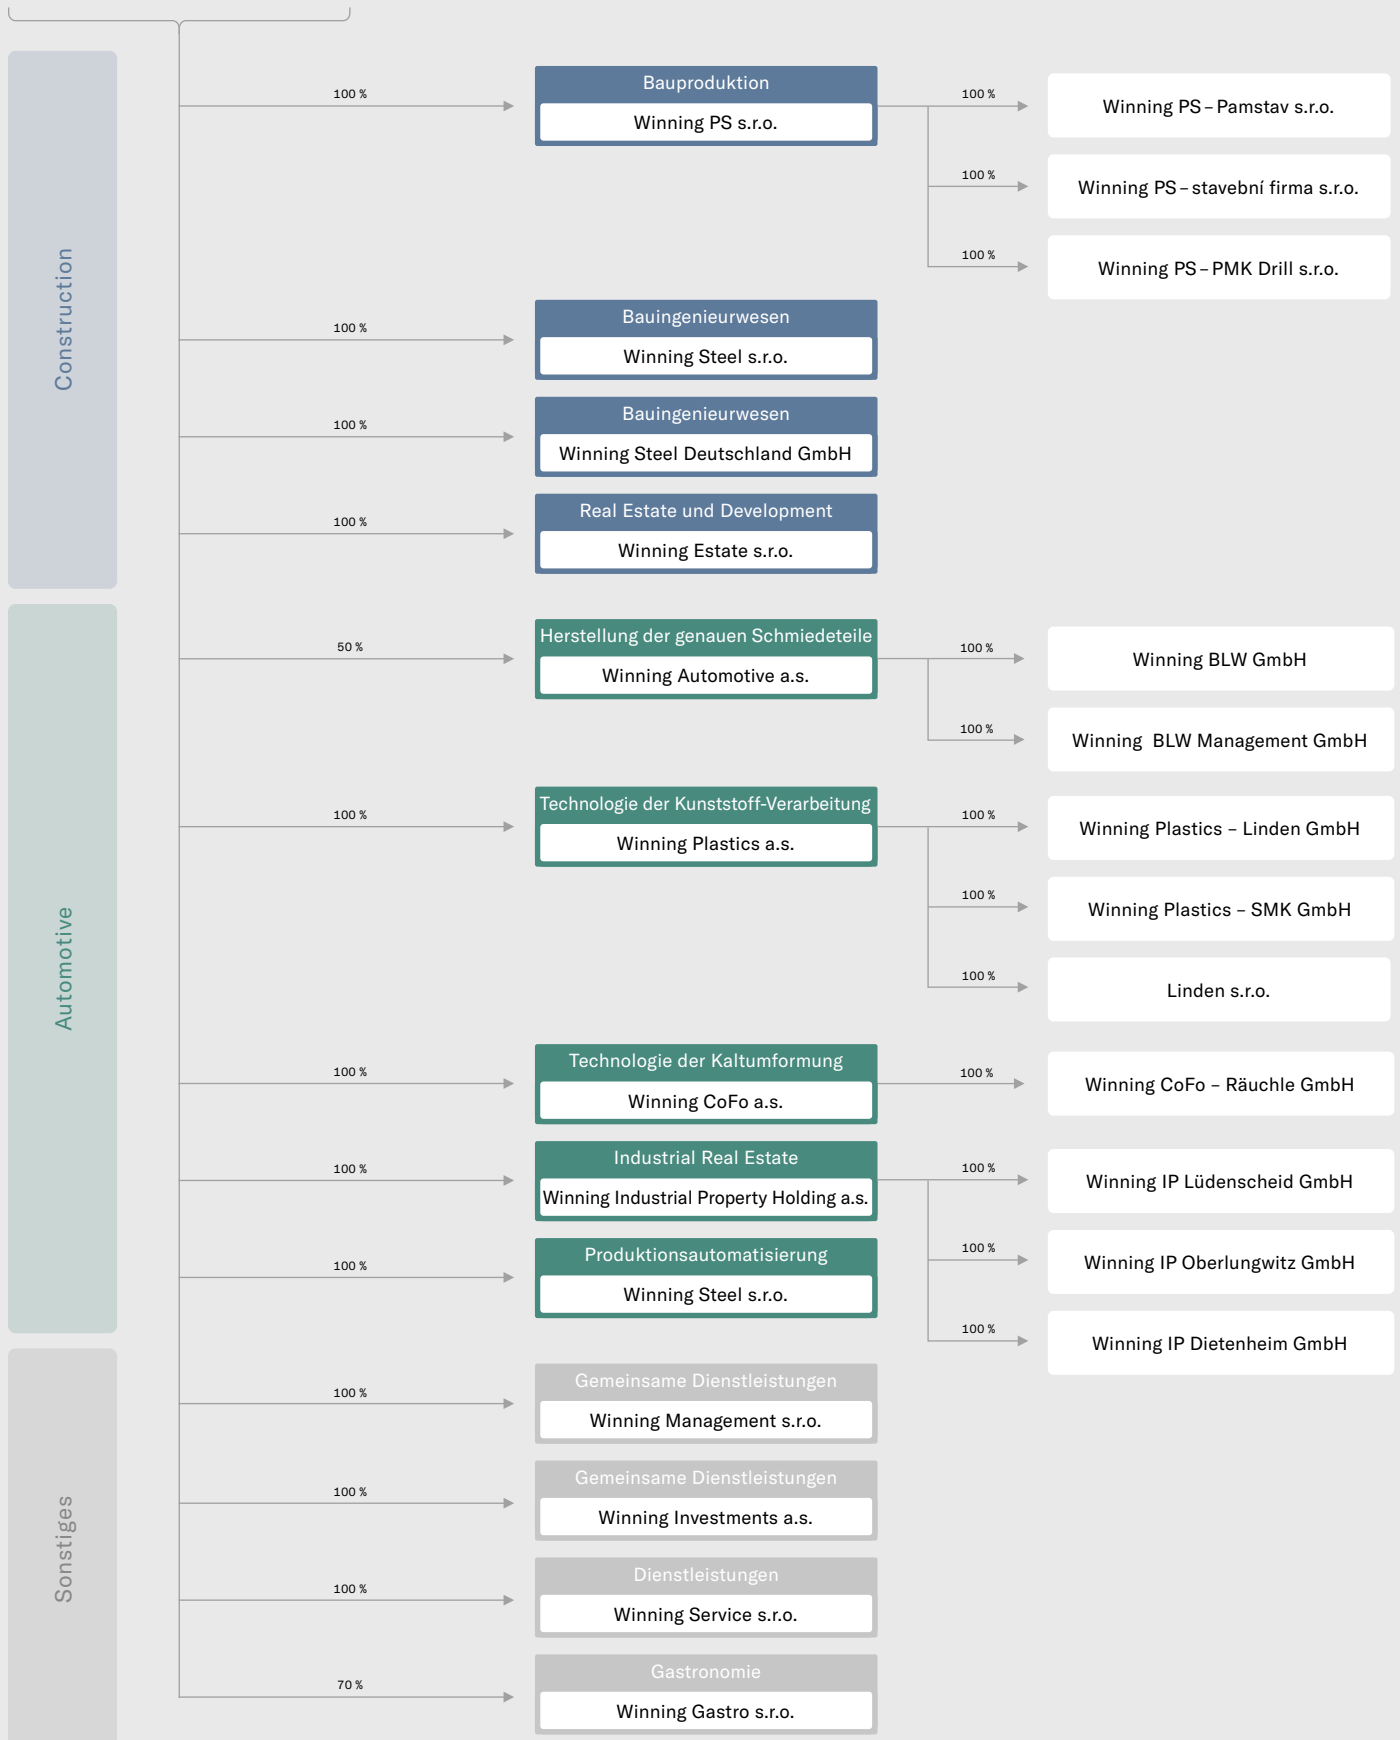 Construction
100 %
Bauproduktion
Winning PS s.r.o.
100 %
Winning PS – Pamstav s.r.o.
100 %
Winning PS – stavební firma s.r.o.
100 %
Winning PS – PMK Drill s.r.o.
100 %
Bauingenieurwesen
Winning Steel s.r.o.
100 %
Bauingenieurwesen
Winning Steel Deutschland GmbH
100 %
Real Estate und Development
Winning Estate s.r.o.
Automotive
50 %
Herstellung der genauen Schmiedeteile
Winning Automotive a.s.
100 %
Winning BLW GmbH
100 %
Winning BLW Management GmbH
100 %
Technologie der Kunststoff-Verarbeitung
Winning Plastics a.s.
100 %
Winning Plastics – Linden GmbH
100 %
Winning Plastics – SMK GmbH
100 %
Linden s.r.o.
100 %
Technologie der Kaltumformung
Winning CoFo a.s.
100 %
Winning CoFo – Räuchle GmbH
100 %
Industrial Real Estate
Winning Industrial Property Holding a.s.
100 %
Winning IP Lüdenscheid GmbH
100 %
Winning IP Oberlungwitz GmbH
100 %
Winning IP Dietenheim GmbH
100 %
Produktionsautomatisierung
Winning Steel s.r.o.
Sonstiges
100 %
Gemeinsame Dienstleistungen
Winning Management s.r.o.
100 %
Gemeinsame Dienstleistungen
Winning Investments a.s.
100 %
Dienstleistungen
Winning Service s.r.o.
70 %
Gastronomie
Winning Gastro s.r.o.